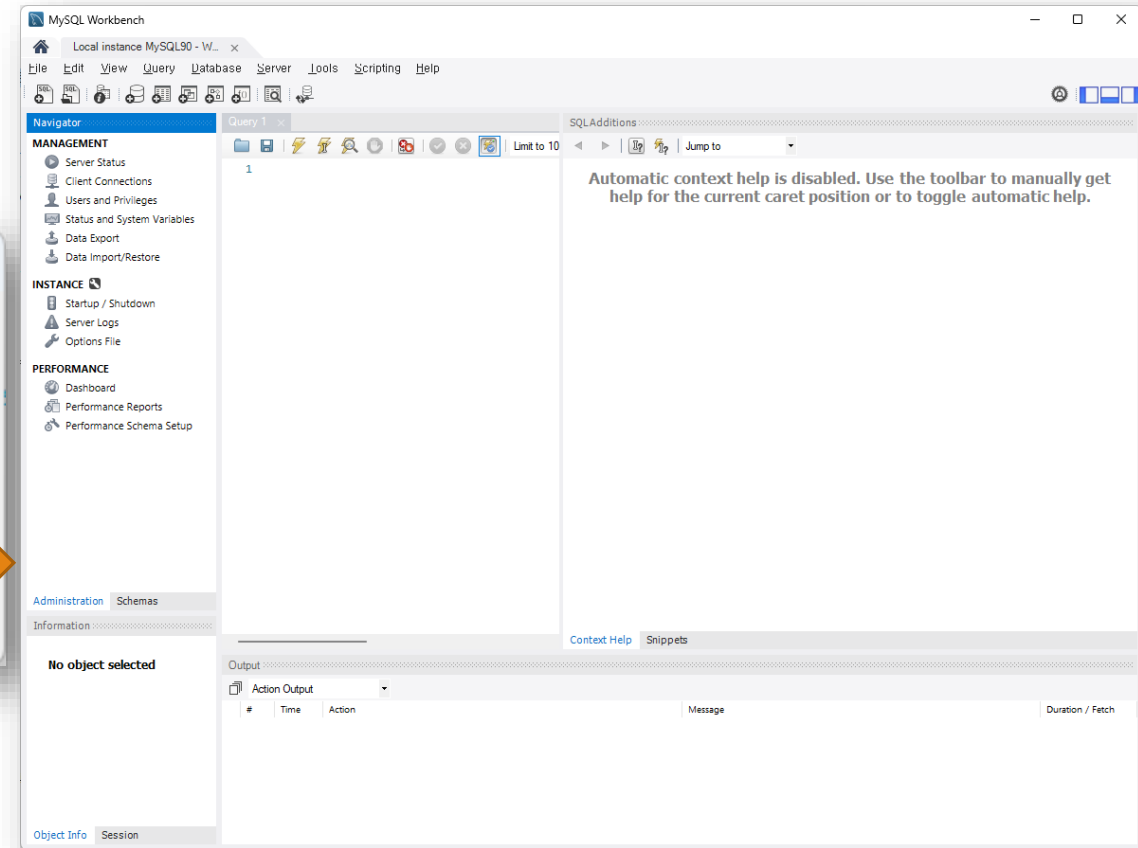 MySQL Workbench
Local instance MySQL90 - W...
File Edit View Query Database Server Tools Scripting Help
Navigator
MANAGEMENT
Server Status
Client Connections
Users and Privileges
Status and System Variables
Data Export
Data Import/Restore
INSTANCE
Startup / Shutdown
Server Logs
Options File
PERFORMANCE
Dashboard
Performance Reports
Performance Schema Setup
Administration Schemas
Information
No object selected
Object Info Session
Query 1
Limit to 10
1
SQLAdditions
Jump to
Automatic context help is disabled. Use the toolbar to manually get
help for the current caret position or to toggle automatic help.
Context Help Snippets
Output
Action Output
# Time Action Message Duration / Fetch